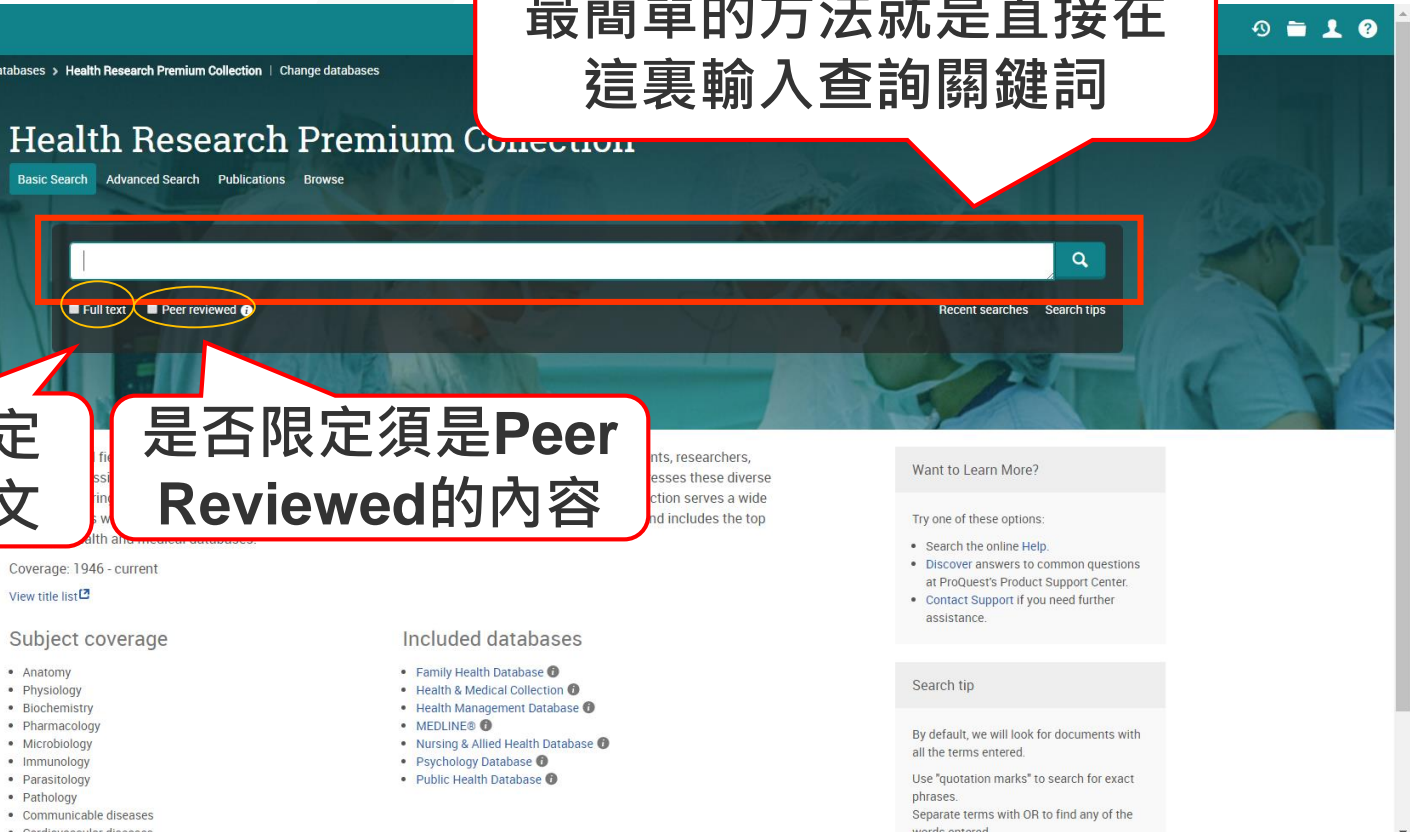 最簡單的方法就是直接在
這裏輸入查詢關鍵詞
Health Research Premium Collection | Change databases
Health Research Premium Collection
Basic Search Advanced Search Publications Browse
Full text Peer reviewed
Recent searches Search tips
定
文
是否限定須是Peer
Reviewed的內容
nts, researchers,
esses these diverse
ction serves a wide
nd includes the top
alth and medical databases.
Coverage: 1946 - current
View title list
Subject coverage
Anatomy
Physiology
Biochemistry
Pharmacology
Microbiology
Immunology
Parasitology
Pathology
Communicable diseases
Included databases
Family Health Database
Health & Medical Collection
Health Management Database
MEDLINE®
Nursing & Allied Health Database
Psychology Database
Public Health Database
Want to Learn More?
Try one of these options:
Search the online Help.
Discover answers to common questions
at ProQuest's Product Support Center.
Contact Support if you need further
assistance.
Search tip
By default, we will look for documents with
all the terms entered.
Use "quotation marks" to search for exact
phrases.
Separate terms with OR to find any of the
words entered